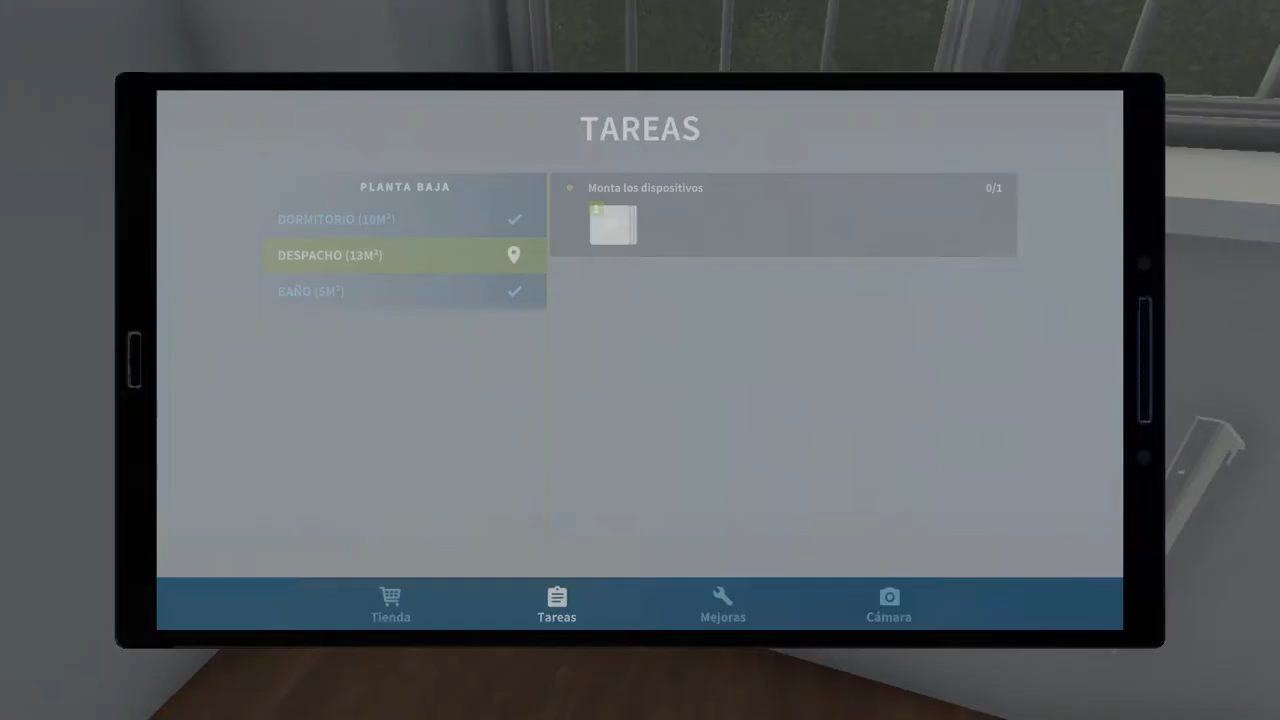 TAREAS
PLANTA BAJA
DORMITORIO (10M²)
DESPACHO (13M²)
BAÑO (5M²)
Monta los dispositivos 0/1
1
Tienda
Tareas
Mejoras
Cámara